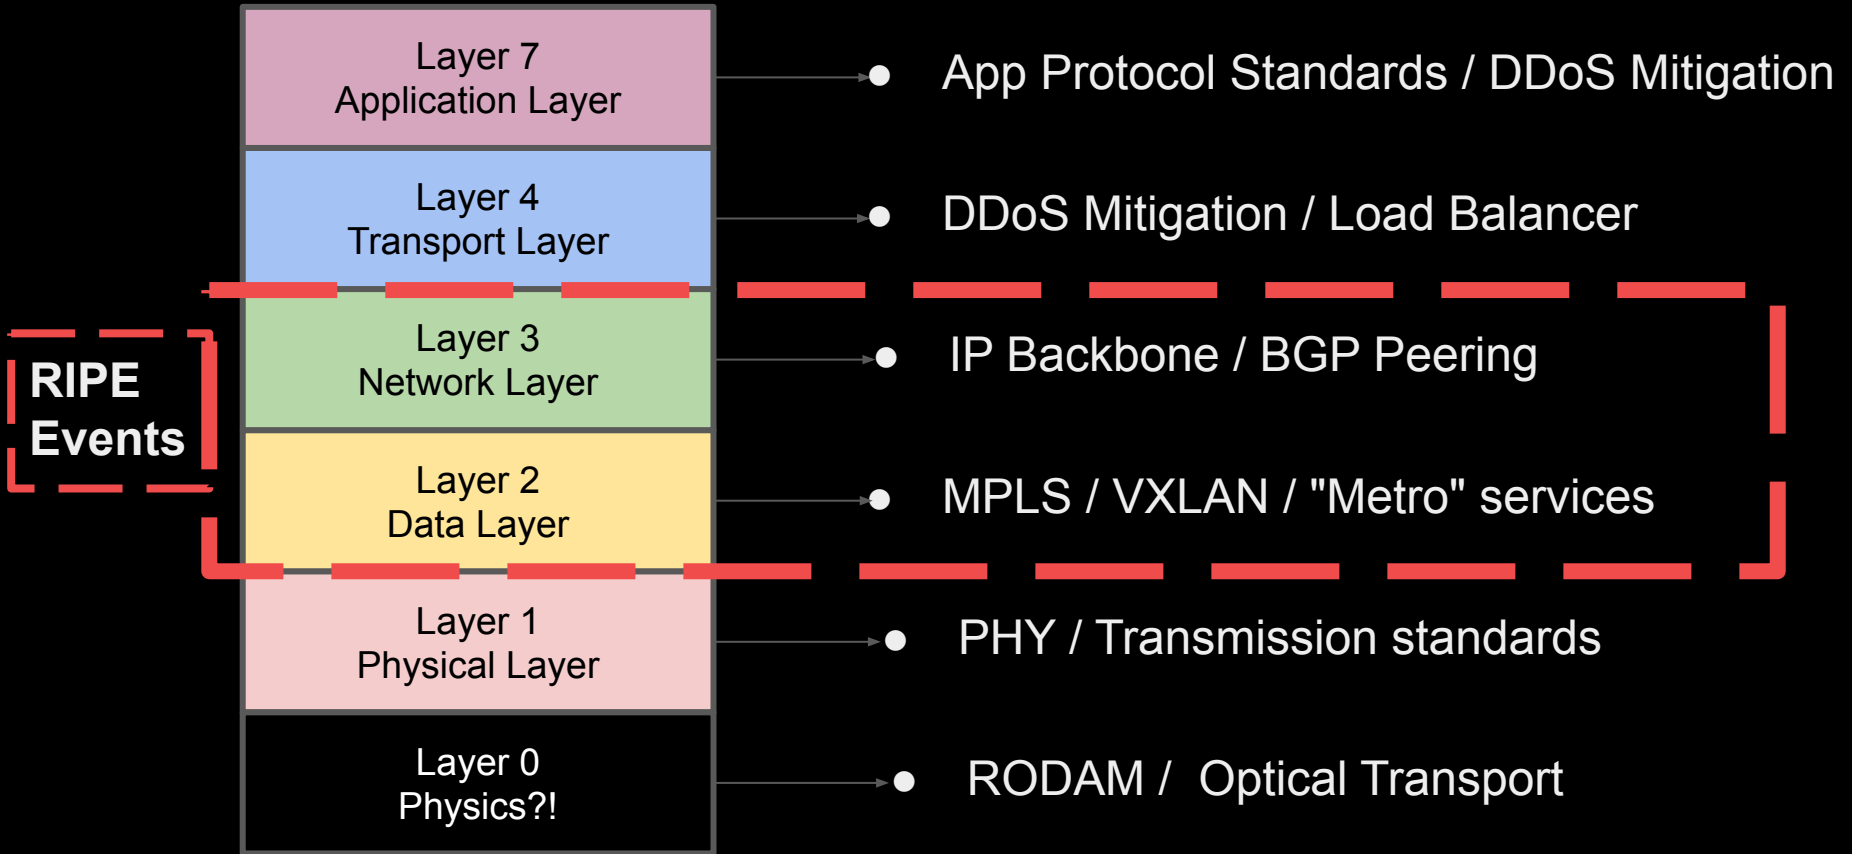 Layer 7
Application Layer
App Protocol Standards / DDoS Mitigation
Layer 4
Transport Layer
DDoS Mitigation / Load Balancer
RIPE
Events
Layer 3
Network Layer
IP Backbone / BGP Peering
Layer 2
Data Layer
MPLS / VXLAN / "Metro" services
Layer 1
Physical Layer
PHY / Transmission standards
Layer 0
Physics?!
RODAM / Optical Transport